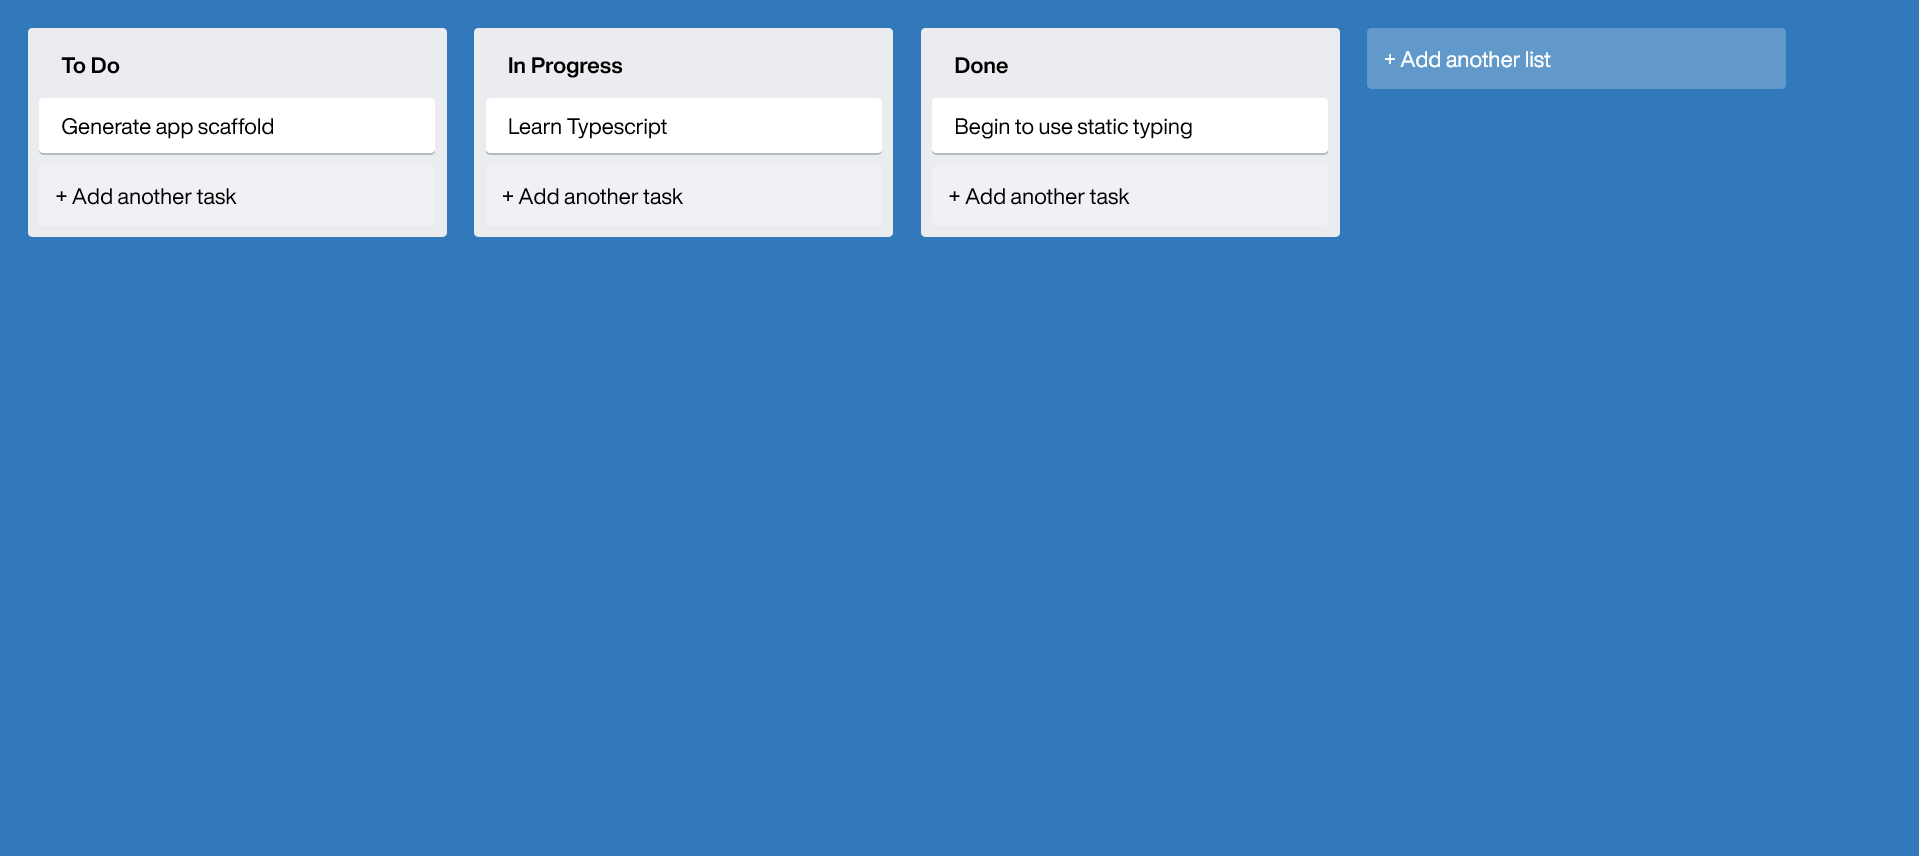 To Do
Generate app scaffold
+ Add another task
In Progress
Learn Typescript
+ Add another task
Done
Begin to use static typing
+ Add another task
+ Add another list